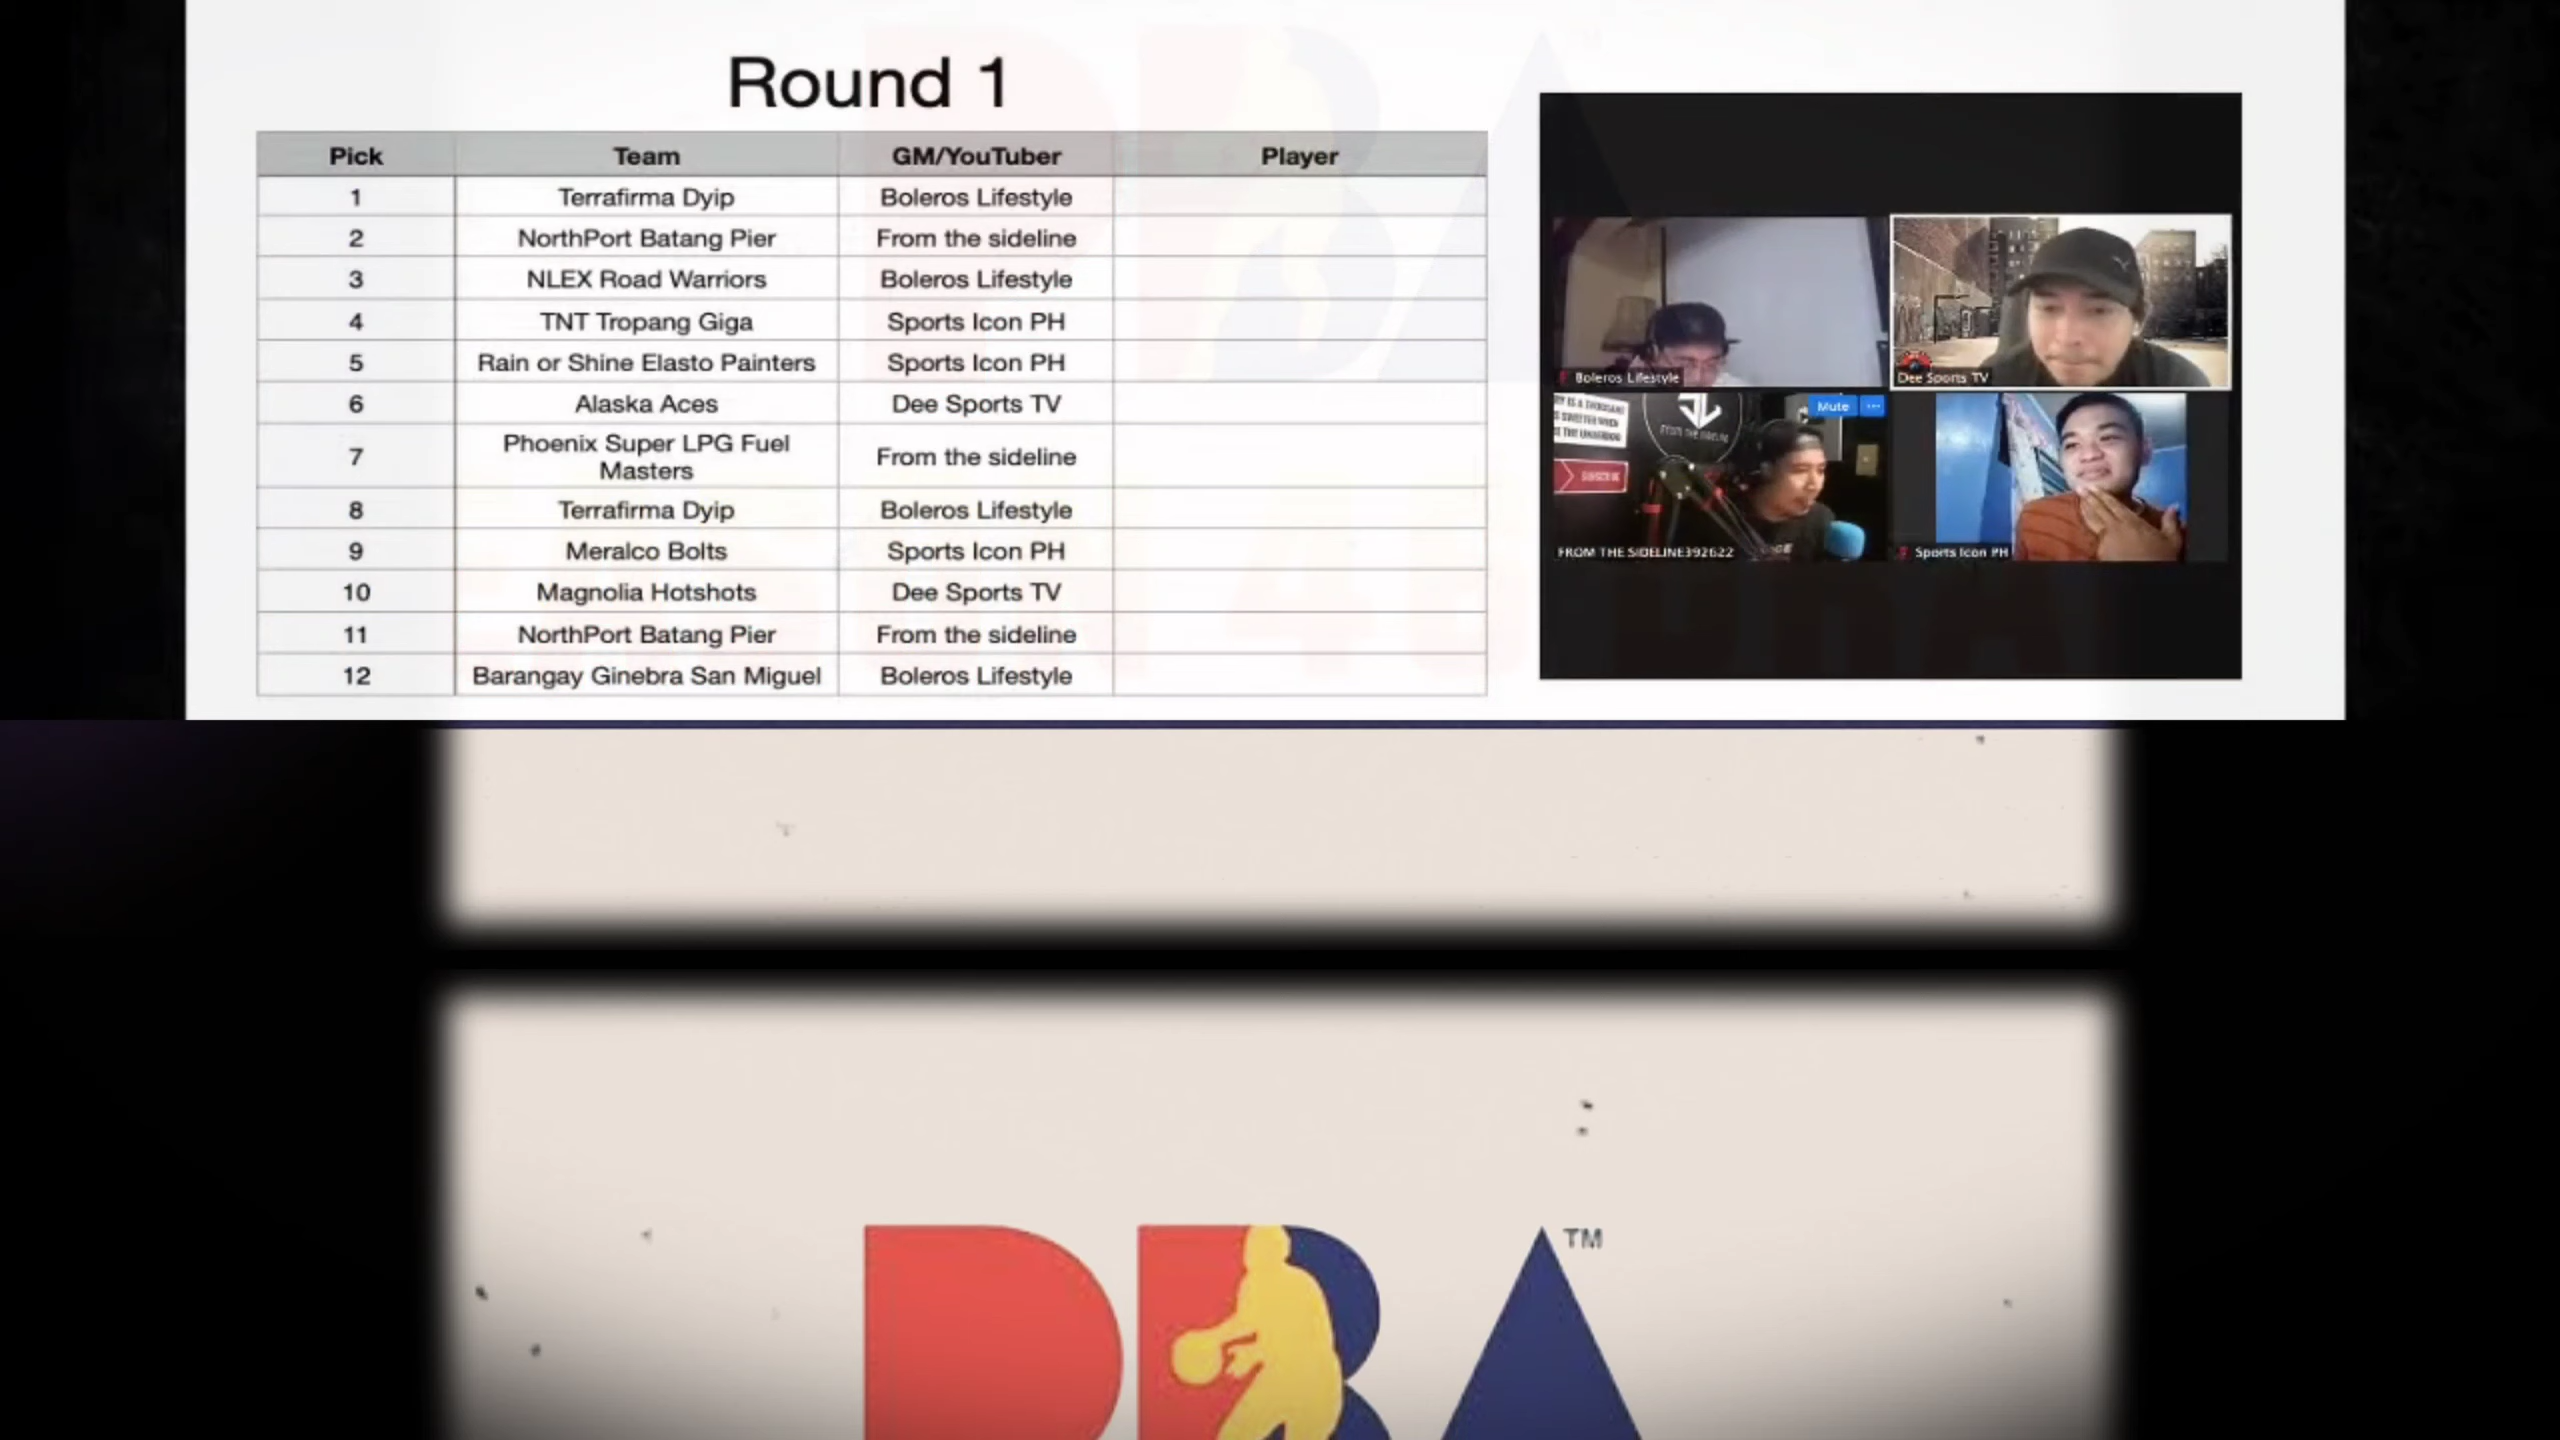 Round 1
Pick Team GM/YouTuber Player
1 Terrafirma Dyip Boleros Lifestyle
2 NorthPort Batang Pier From the sideline
3 NLEX Road Warriors Boleros Lifestyle
4 TNT Tropang Giga Sports Icon PH
5 Rain or Shine Elasto Painters Sports Icon PH
6 Alaska Aces Dee Sports TV
7 Phoenix Super LPG Fuel
Masters From the sideline
8 Terrafirma Dyip Boleros Lifestyle
9 Meralco Bolts Sports Icon PH
10 Magnolia Hotshots Dee Sports TV
11 NorthPort Batang Pier From the sideline
12 Barangay Ginebra San Miguel Boleros Lifestyle
Boleros Lifestyle
Dee Sports TV
Mute
FROM THE SIDELINE
SUBSCRIBE
FROM THE SIDELINE392622
Sports Icon PH
PBA TM